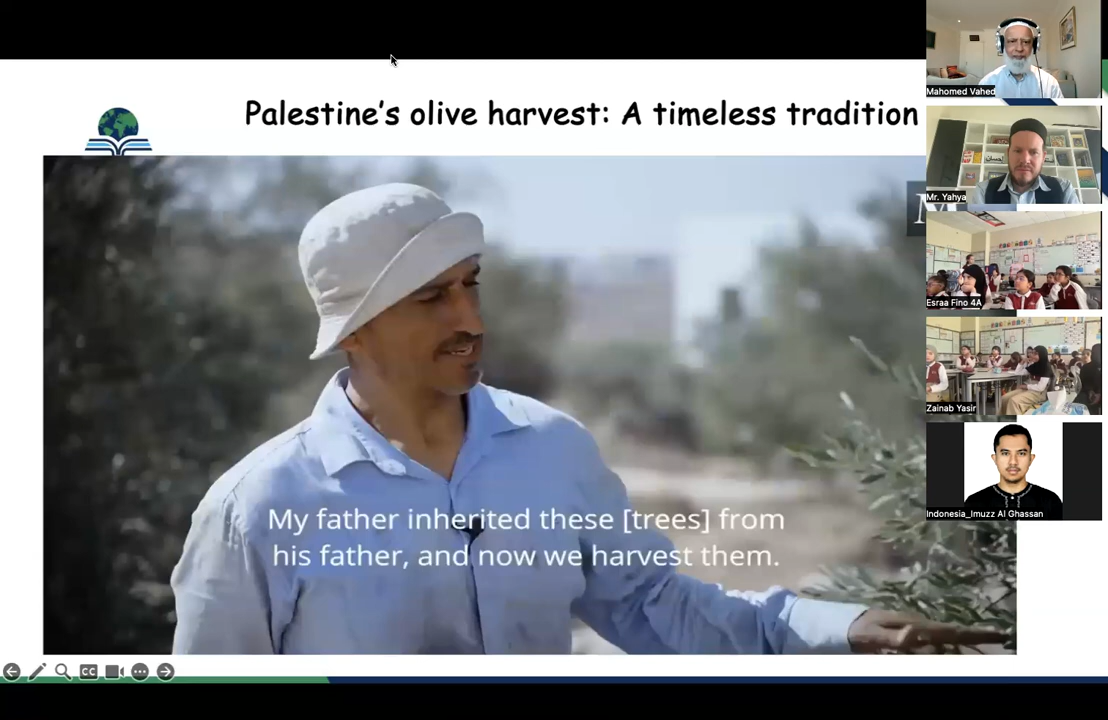 Palestine's olive harvest: A timeless tradition
My father inherited these [trees] from
his father, and now we harvest them.
Mahomed Vahed
Mr. Yahya
Esraa Fino 4A
Zainab Yasir
Indonesia_Imuzz Al Ghassan
CC